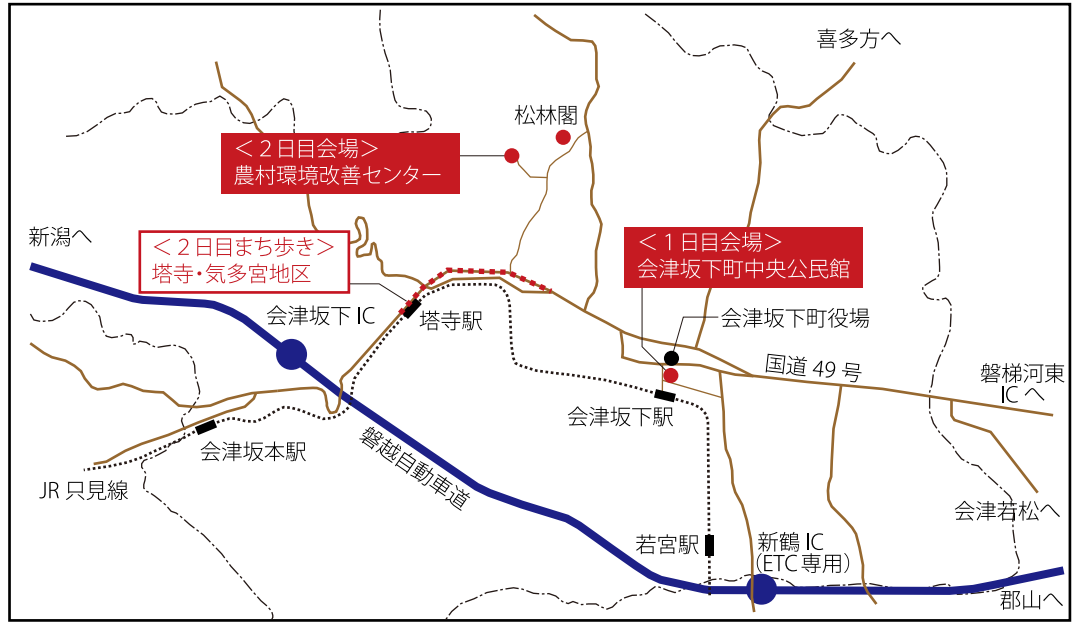 喜多方へ
松林閣
＜２日目会場＞
農村環境改善センター
新潟へ
＜２日目まち歩き＞
塔寺・気多宮地区
＜１日目会場＞
会津坂下町中央公民館
会津坂下 IC
塔寺駅
会津坂下町役場
国道 49 号
磐梯河東
IC へ
会津坂下駅
会津坂本駅
磐越自動車道
JR 只見線
会津若松へ
若宮駅
新鶴 IC
（ETC 専用）
郡山へ